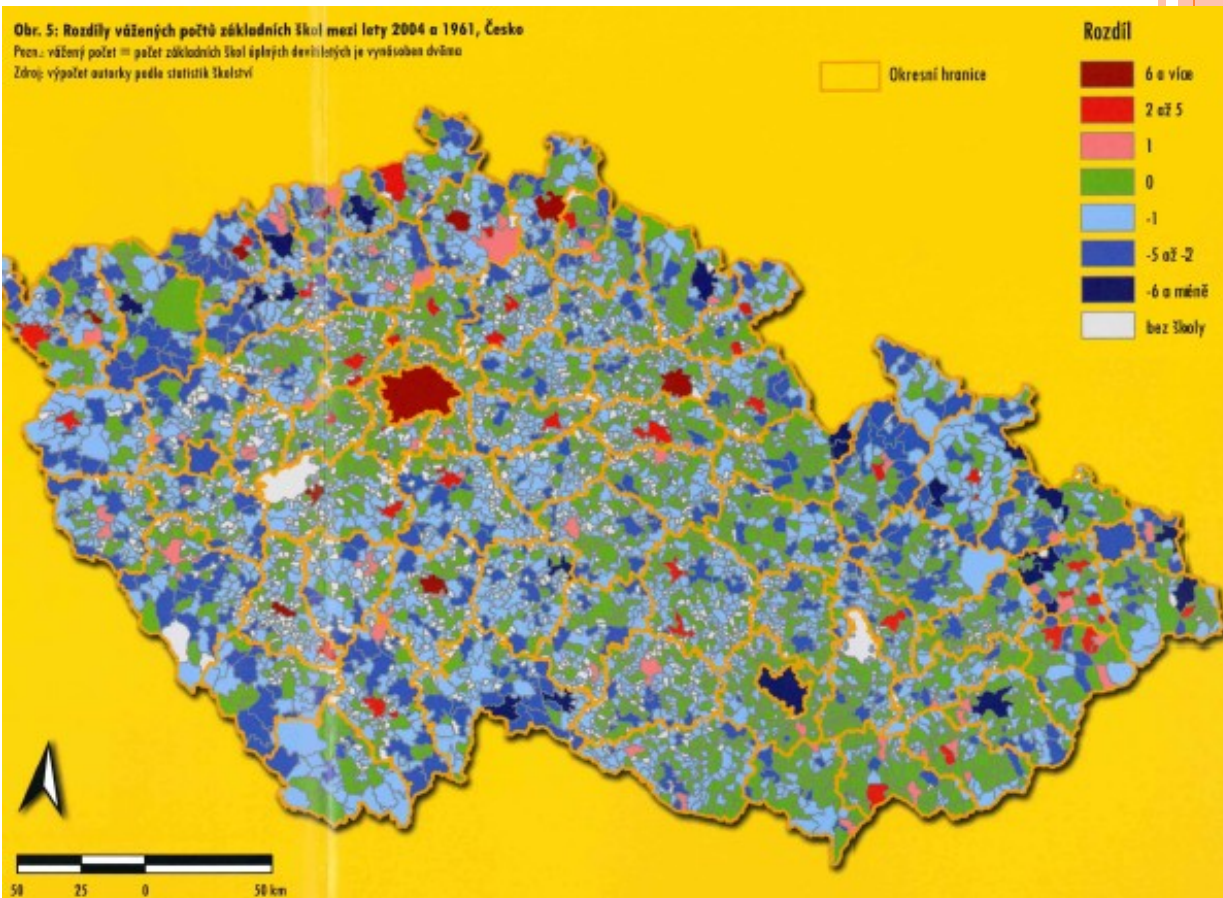 Obr. 5: Rozdíly vážených počtů základních škol mezi lety 2004 a 1961, Česko
Pozn.: vážený počet = počet základních škol úplných devítiletých je vynásoben dvěma
Zdroj: výpočet autorky podle statistik školství
Okresní hranice
Rozdíl
6 a více
2 až 5
1
0
-1
-5 až -2
-6 a méně
bez školy
50 25 0 50 km